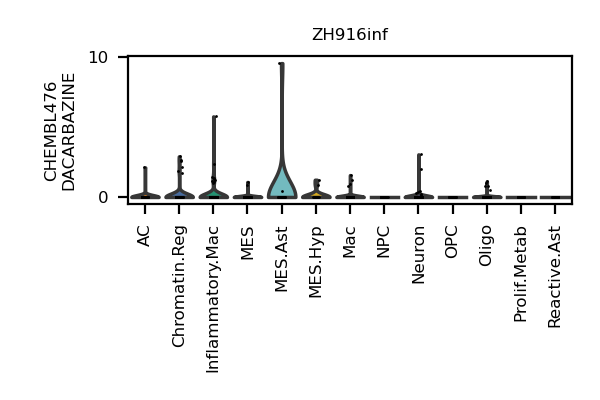 ZH916inf
CHEMBL476
DACARBAZINE
10
0
AC
Chromatin.Reg
Inflammatory.Mac
MES
MES.Ast
MES.Hyp
Mac
NPC
Neuron
OPC
Oligo
Prolif.Metab
Reactive.Ast